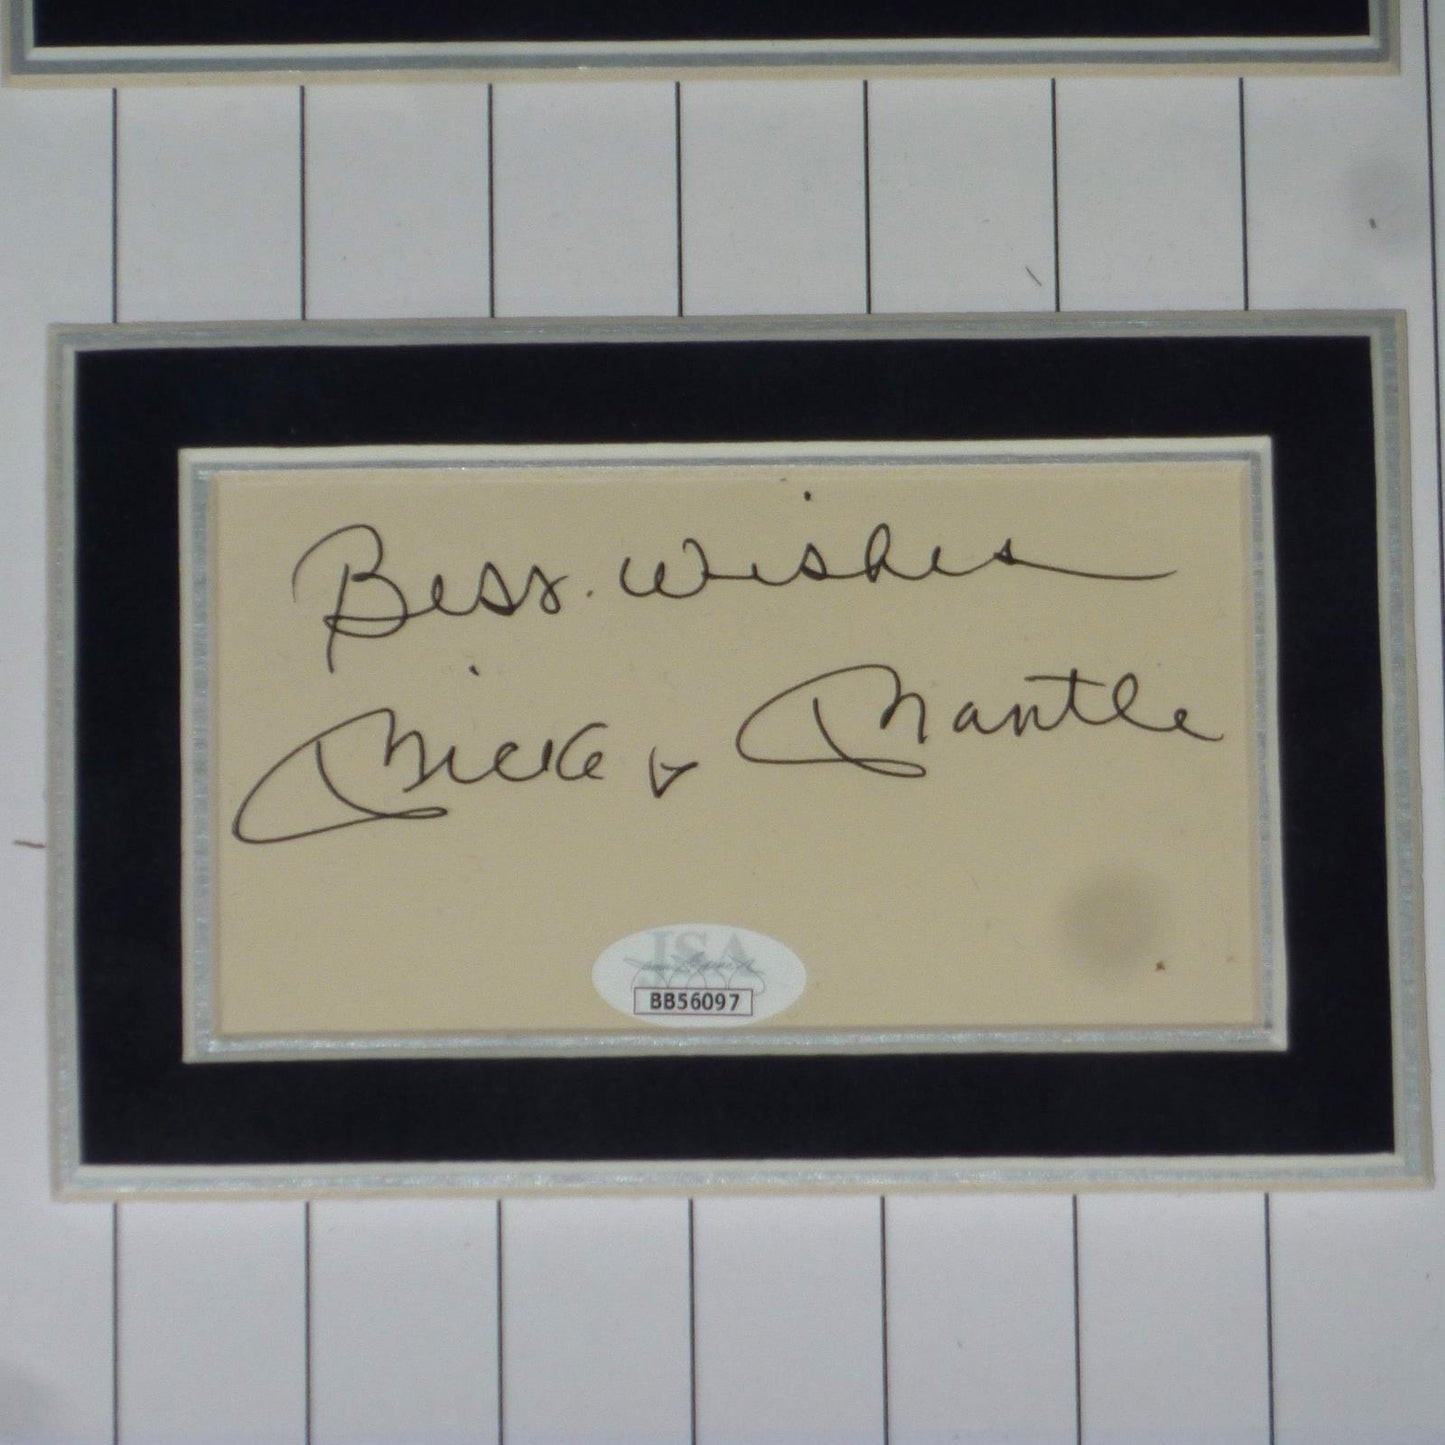 Best. Wishes
Mickey Mantle
JSA
BB56097